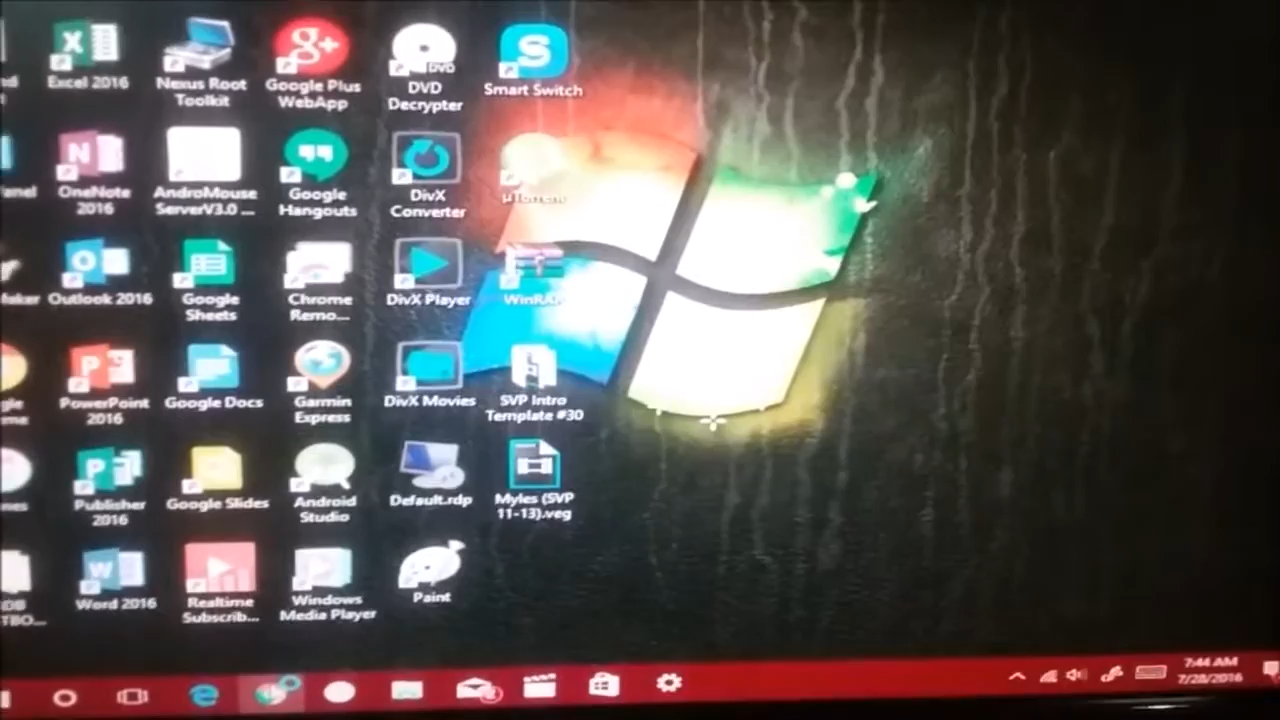 Excel 2016
Nexus Root
Toolkit
Google Plus
WebApp
DVD
DVD
Decrypter
Smart Switch
OneNote
2016
AndroMouse
ServerV3.0 ...
Google
Hangouts
DivX
Converter
µTorrent
Outlook 2016
Google
Sheets
Chrome
Remo...
DivX Player
WinRAR
PowerPoint
2016
Google Docs
Garmin
Express
DivX Movies
SVP Intro
Template #30
Publisher
2016
Google Slides
Android
Studio
Default.rdp
Myles (SVP
11-13).veg
Word 2016
Realtime
Subscrib...
Windows
Media Player
Paint
7:44 AM
7/28/2016